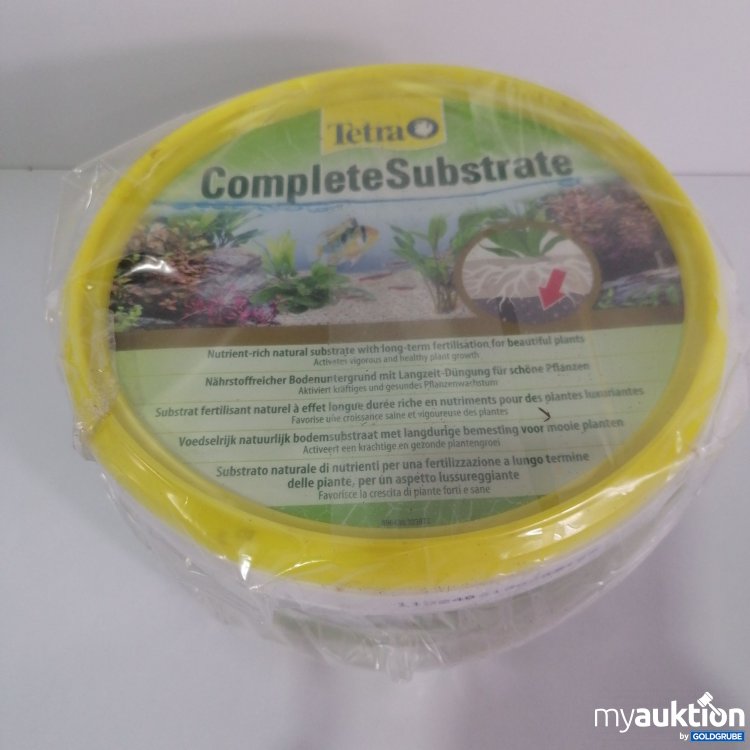 Tetra
CompleteSubstrate
Nutrient-rich natural substrate with long-term fertilisation for beautiful plants
Activates vigorous and healthy plant growth
Nährstoffreicher Bodenuntergrund mit Langzeit-Düngung für schöne Pflanzen
Aktiviert kräftiges und gesundes Pflanzenwachstum
Substrat fertilisant naturel à effet longue durée riche en nutriments pour des plantes luxuriantes
Favorise une croissance saine et vigoureuse des plantes
Voedselrijk natuurlijk bodemsubstraat met langdurige bemesting voor mooie planten
Activeert een krachtige en gezonde plantengroei
Substrato naturale di nutrienti per una fertilizzazione a lungo termine
delle piante, per un aspetto lussureggiante
Favorisce la crescita di piante forti e sane
myauktion
by GOLDGRUBE